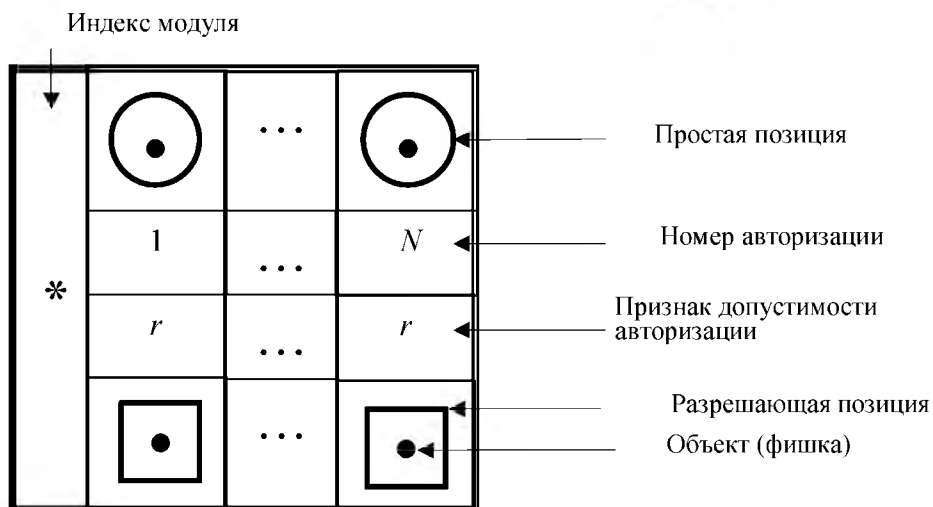 Индекс модуля
...
Простая позиция
1
N
Номер авторизации
...
*
r
r
Признак допустимости
авторизации
...
Разрешающая позиция
...
Объект (фишка)